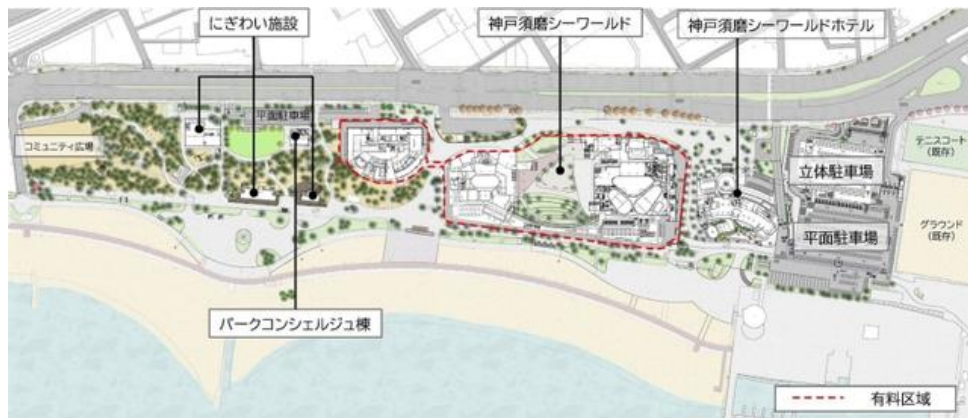 にぎわい施設
神戸須磨シーワールド
神戸須磨シーワールドホテル
平面駐車場
コミュニティ広場
テニスコート
(既存)
立体駐車場
平面駐車場
グラウンド
(既存)
パークコンシェルジュ棟
有料区域